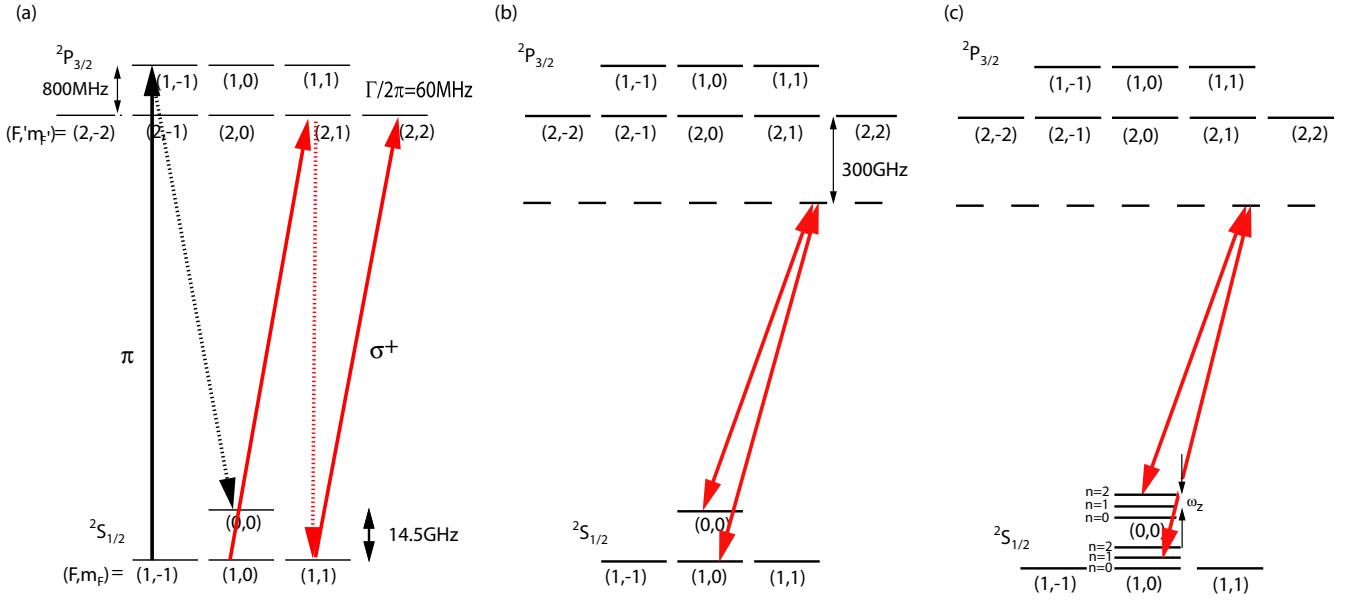 (a)
²P₃/₂
800MHz
(1,-1) (1,0) (1,1)
Γ/2π=60MHz
(F,'m_F')= (2,-2) (2,-1) (2,0) (2,1) (2,2)
π
σ+
(0,0)
²S₁/₂
14.5GHz
(F,m_F) = (1,-1) (1,0) (1,1)
(b)
²P₃/₂
(1,-1) (1,0) (1,1)
(2,-2) (2,-1) (2,0) (2,1) (2,2)
300GHz
(0,0)
²S₁/₂
(1,-1) (1,0) (1,1)
(c)
²P₃/₂
(1,-1) (1,0) (1,1)
(2,-2) (2,-1) (2,0) (2,1) (2,2)
n=2
n=1
n=0
ω_z
(0,0)
²S₁/₂
n=2
n=1
n=0
(1,-1) (1,0) (1,1)